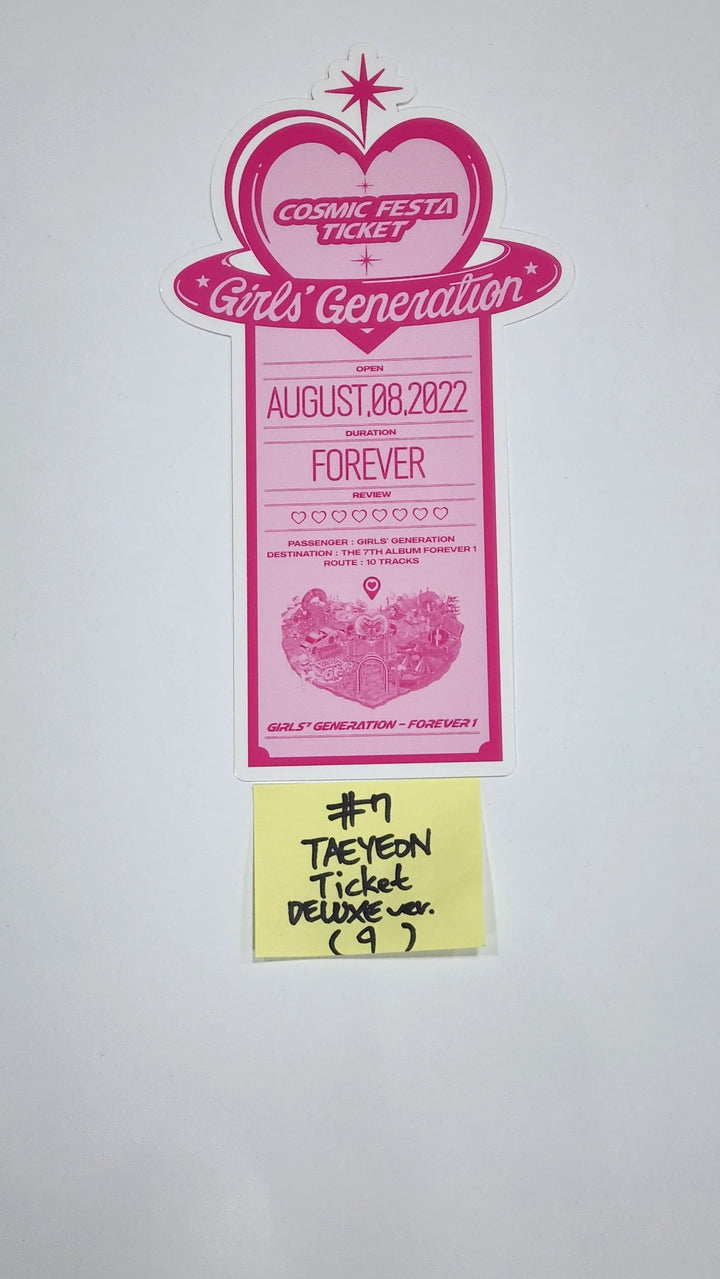 COSMIC FESTA
TICKET
Girls' Generation
OPEN
AUGUST,08,2022
DURATION
FOREVER
REVIEW
PASSENGER : GIRLS' GENERATION
DESTINATION : THE 7TH ALBUM FOREVER 1
ROUTE : 10 TRACKS
GIRLS' GENERATION – FOREVER 1
#7
TAEYEON
Ticket
DELUXE ver.
( 9 )